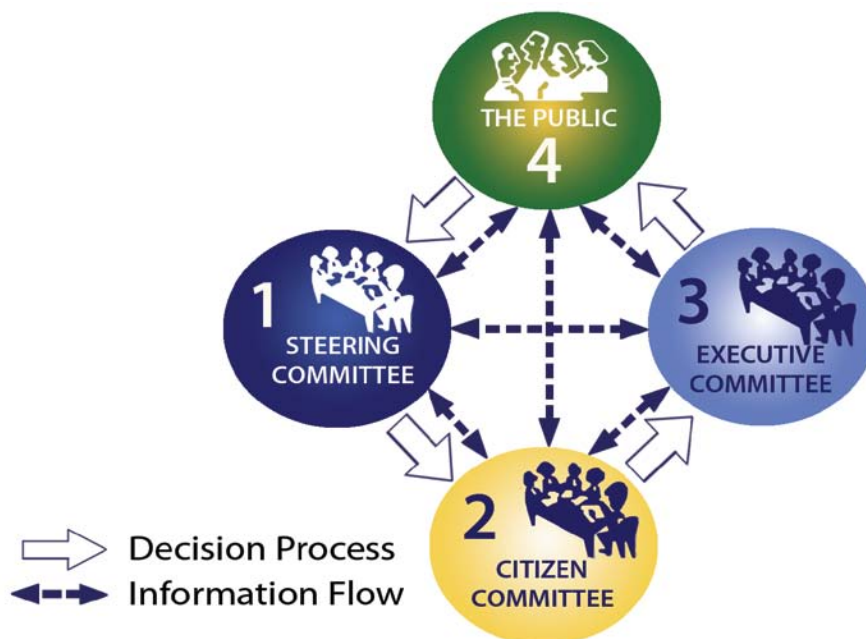 THE PUBLIC
4
1
STEERING
COMMITTEE
3
EXECUTIVE
COMMITTEE
2
CITIZEN
COMMITTEE
Decision Process
Information Flow